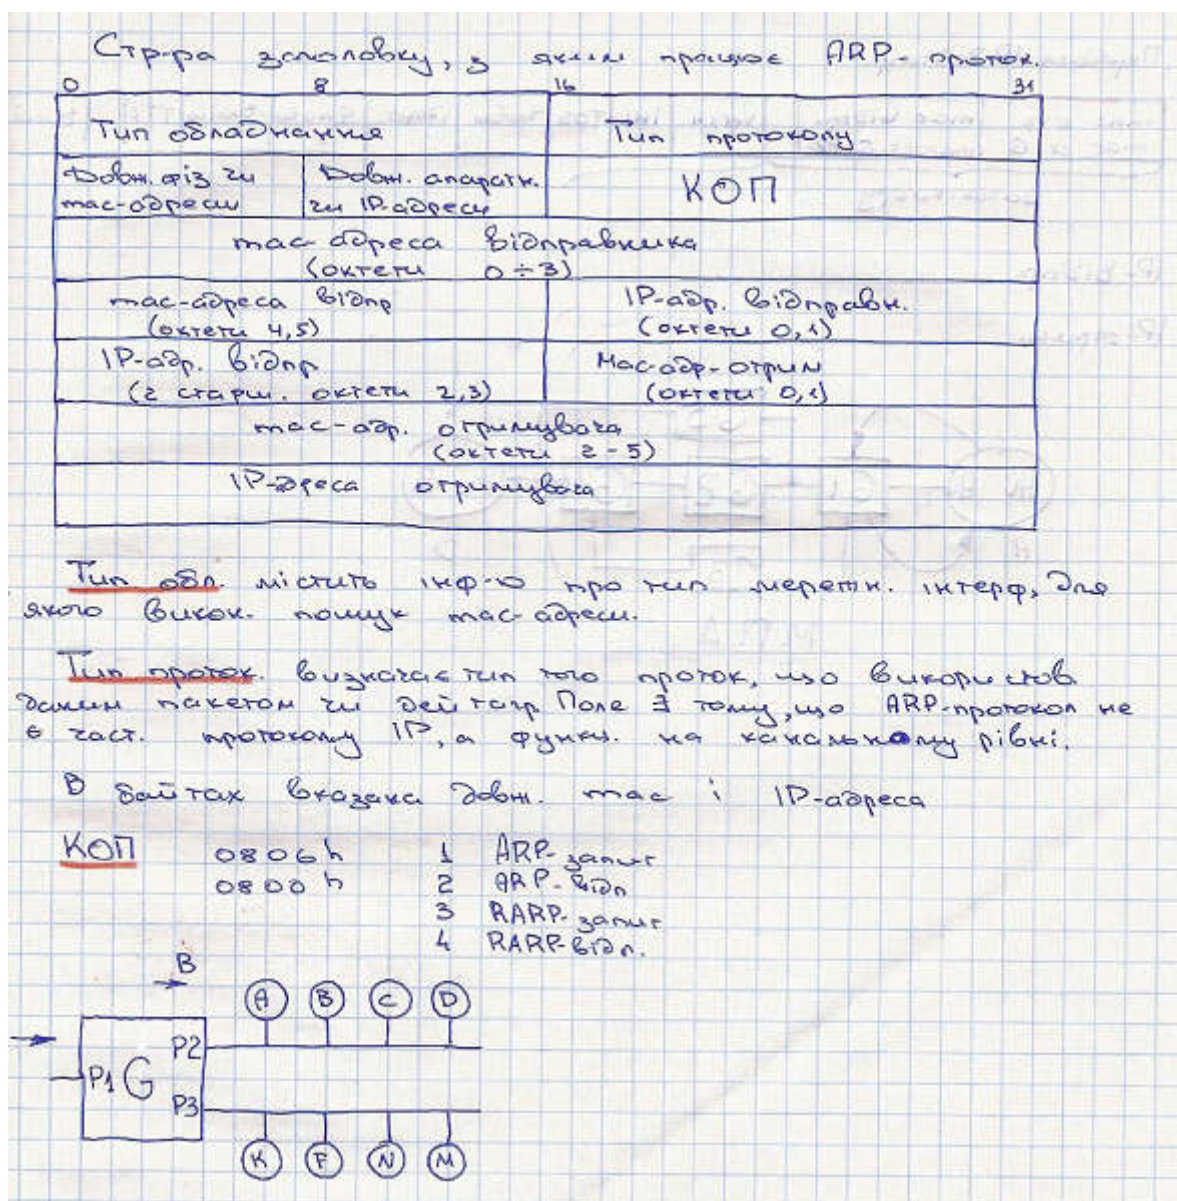 Стр-ра заголовку, з яким працює ARP-проток.
0 8 16 31
Тип обладнання Тип протоколу
Довж. фіз чи Довж. апаратн. КОП
mac-адреси чи IP-адреси
mac-адреса відправника
(октети 0÷3)
mac-адреса відпр IP-адр. відправн.
(октети 4,5) (октети 0,1)
IP-адр. відпр Mac-адр-отрим
(2 старш. октети 2,3) (октети 0,1)
mac-адр. отримувача
(октети 2-5)
IP-адреса отримувача
Тип обл. містить інф-ю про тип мережн. інтерф, для
якого викон. пошук mac-адреси.
Тип проток. визначає тип того проток, що використов
даним пакетом чи дейтагр. Поле ∃ тому, що ARP-протокол не
є част. протоколу IP, а функц. на канальному рівні.
В байтах вказана довж. mac і IP-адреса
КОП 0806h 1 ARP-запит
0800h 2 ARP-відп
3 RARP-запит
4 RARP-відп.
B
A B C D
P2
P1 G
P3
K F N M